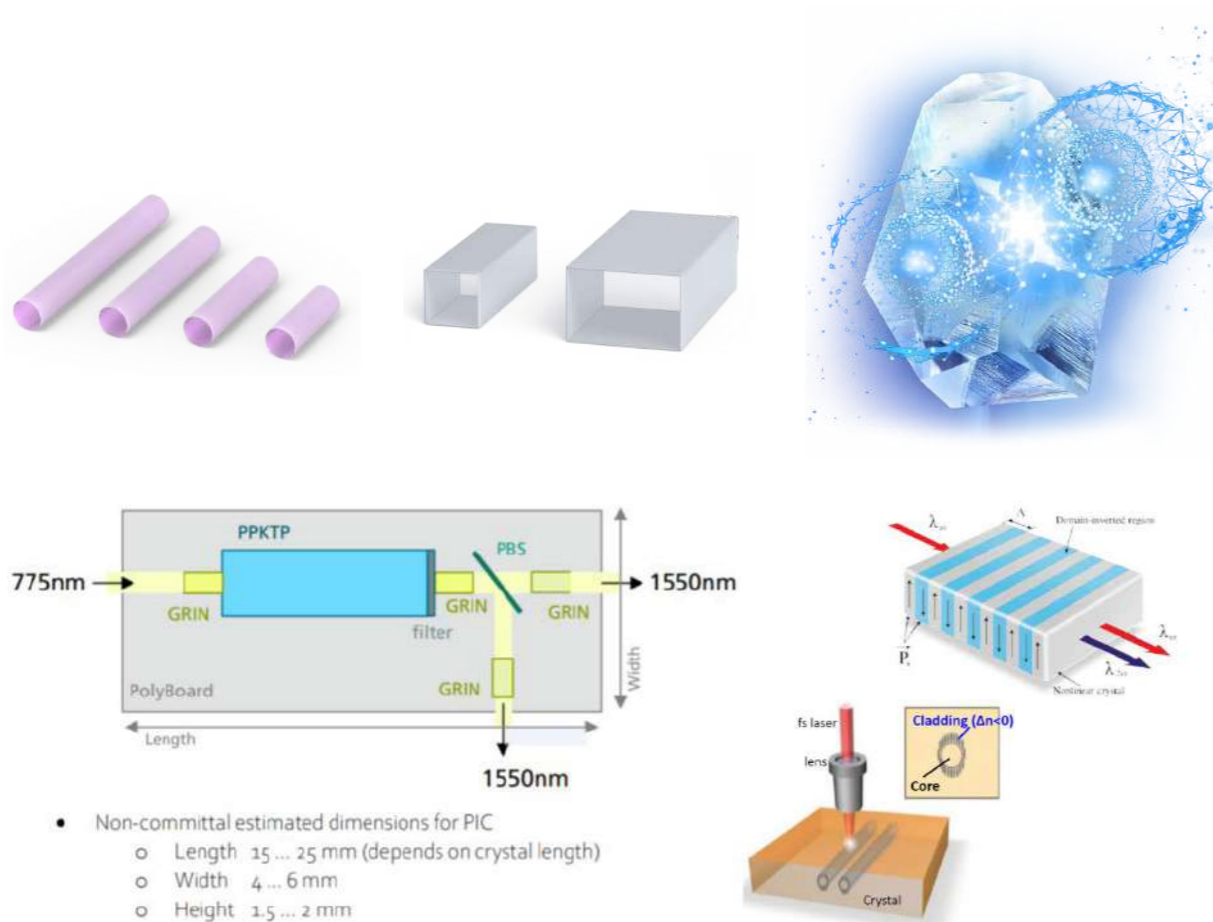 PPKTP
PBS
775nm
1550nm
GRIN
GRIN
GRIN
filter
PolyBoard
GRIN
Width
Length
1550nm
• Non-committal estimated dimensions for PIC
o Length 15 ... 25 mm (depends on crystal length)
o Width 4 ... 6 mm
o Height 1.5 ... 2 mm
Λ
Domain-inverted region
Nonlinear crystal
fs laser
lens
Cladding (Δn<0)
Core
Crystal